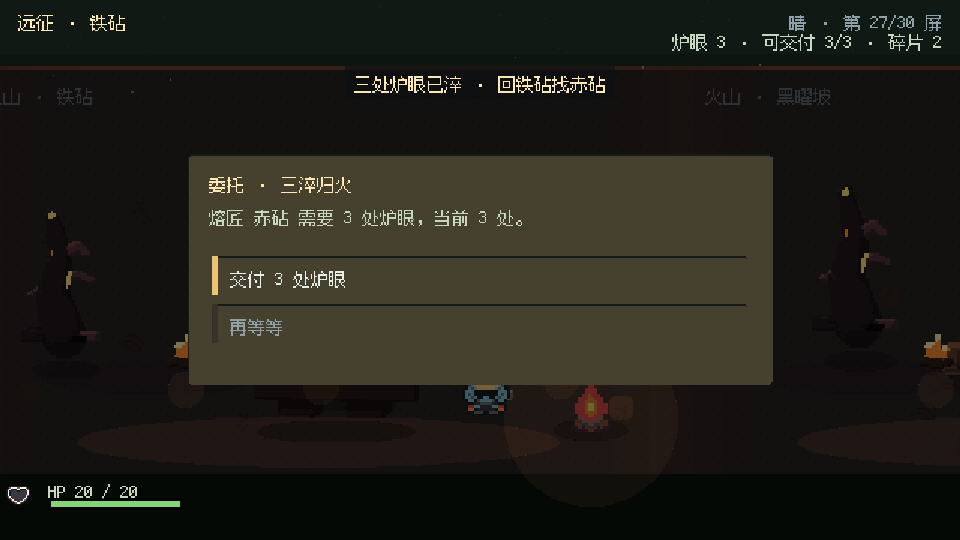 远征 · 铁砧
晴 · 第 27/30 屏
炉眼 3 · 可交付 3/3 · 碎片 2
三处炉眼已淬 · 回铁砧找赤砧
山 · 铁砧
火山 · 黑曜坡
委托 · 三淬归火
熔匠 赤砧 需要 3 处炉眼，当前 3 处。
交付 3 处炉眼
再等等
HP 20 / 20